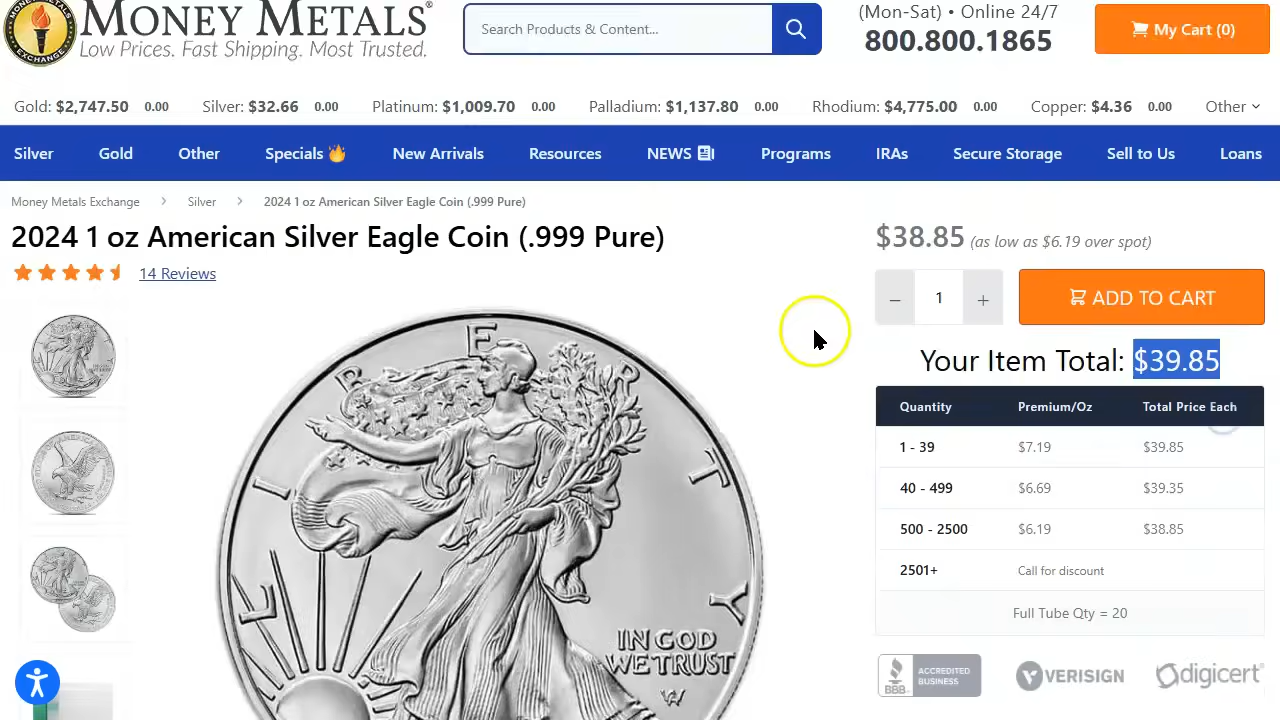 MONEY METALS®
EXCHANGE
Low Prices. Fast Shipping. Most Trusted.
Search Products & Content...
(Mon-Sat) • Online 24/7
800.800.1865
My Cart (0)
Gold: $2,747.50 0.00 Silver: $32.66 0.00 Platinum: $1,009.70 0.00 Palladium: $1,137.80 0.00 Rhodium: $4,775.00 0.00 Copper: $4.36 0.00 Other
Silver Gold Other Specials New Arrivals Resources NEWS Programs IRAs Secure Storage Sell to Us Loans
Money Metals Exchange > Silver > 2024 1 oz American Silver Eagle Coin (.999 Pure)
2024 1 oz American Silver Eagle Coin (.999 Pure)
14 Reviews
LIBERTY
IN GOD
WE TRUST
$38.85 (as low as $6.19 over spot)
− 1 +
ADD TO CART
Your Item Total: $39.85
Quantity Premium/Oz Total Price Each
1 - 39 $7.19 $39.85
40 - 499 $6.69 $39.35
500 - 2500 $6.19 $38.85
2501+ Call for discount
Full Tube Qty = 20
BBB ACCREDITED
BUSINESS
VERISIGN
digicert